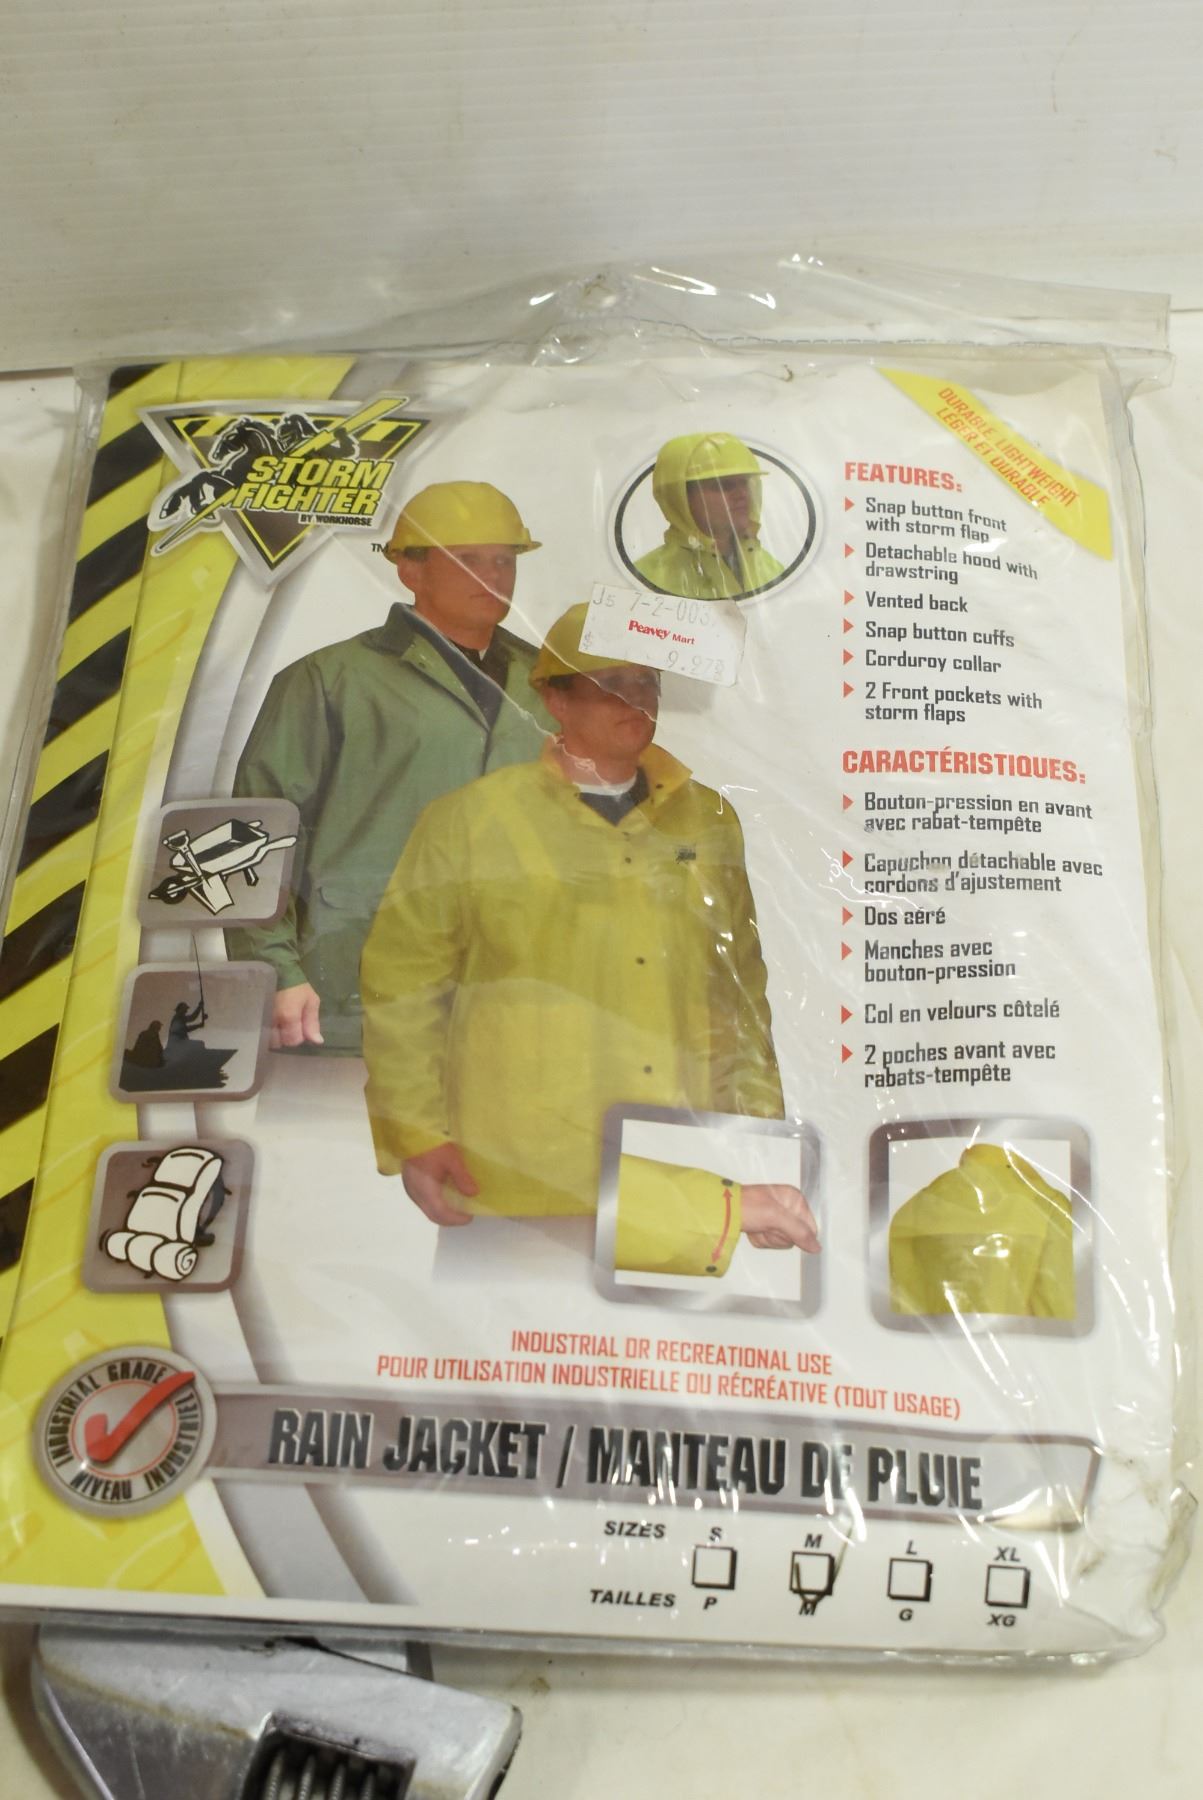 STORM
FIGHTER
BY WORKHORSE
TM
DURABLE, LIGHTWEIGHT
LÉGER ET DURABLE
J5 7-2-003
Peavey Mart
$ 9.97
FEATURES:
Snap button front
with storm flap
Detachable hood with
drawstring
Vented back
Snap button cuffs
Corduroy collar
2 Front pockets with
storm flaps
CARACTÉRISTIQUES:
Bouton-pression en avant
avec rabat-tempête
Capuchon détachable avec
cordons d'ajustement
Dos aéré
Manches avec
bouton-pression
Col en velours côtelé
2 poches avant avec
rabats-tempête
INDUSTRIAL OR RECREATIONAL USE
POUR UTILISATION INDUSTRIELLE OU RÉCRÉATIVE (TOUT USAGE)
INDUSTRIAL GRADE
NIVEAU INDUSTRIEL
RAIN JACKET / MANTEAU DE PLUIE
SIZES S M L XL
TAILLES P M G XG